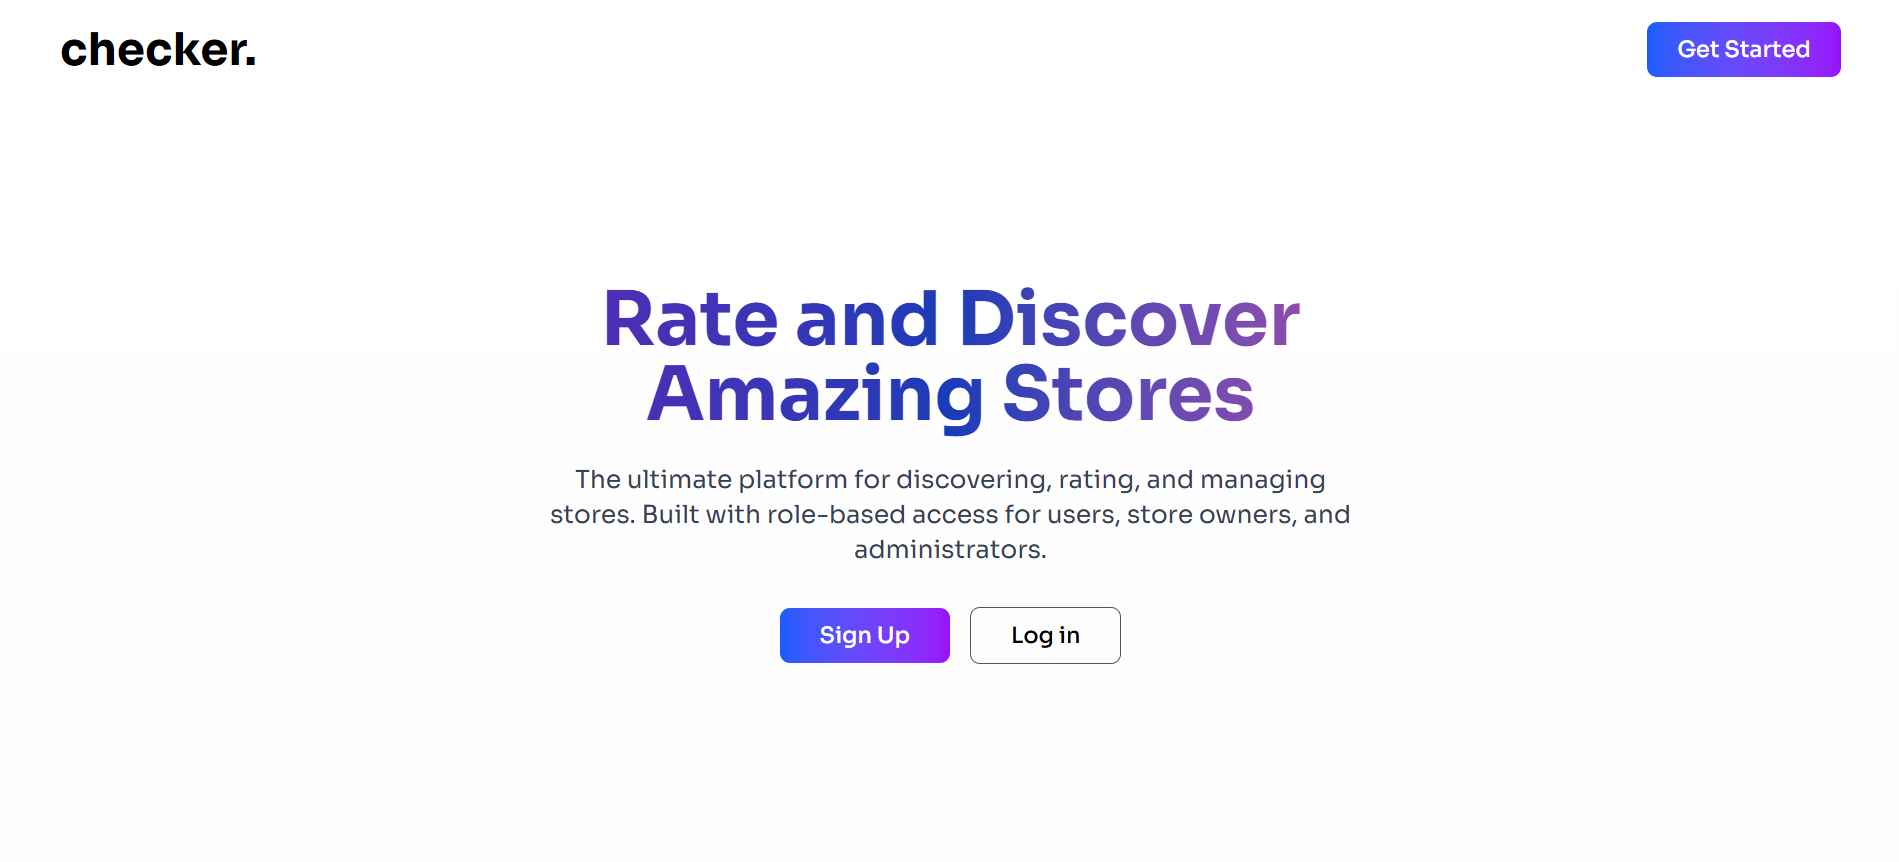 checker.
Get Started
Rate and Discover
Amazing Stores
The ultimate platform for discovering, rating, and managing
stores. Built with role-based access for users, store owners, and
administrators.
Sign Up
Log in